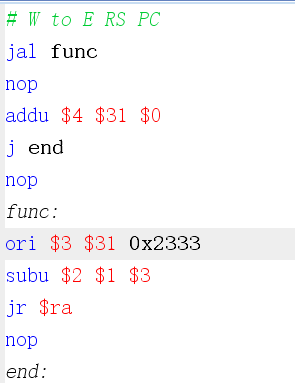 # W to E RS PC
jal func
nop
addu $4 $31 $0
j end
nop
func:
ori $3 $31 0x2333
subu $2 $1 $3
jr $ra
nop
end: